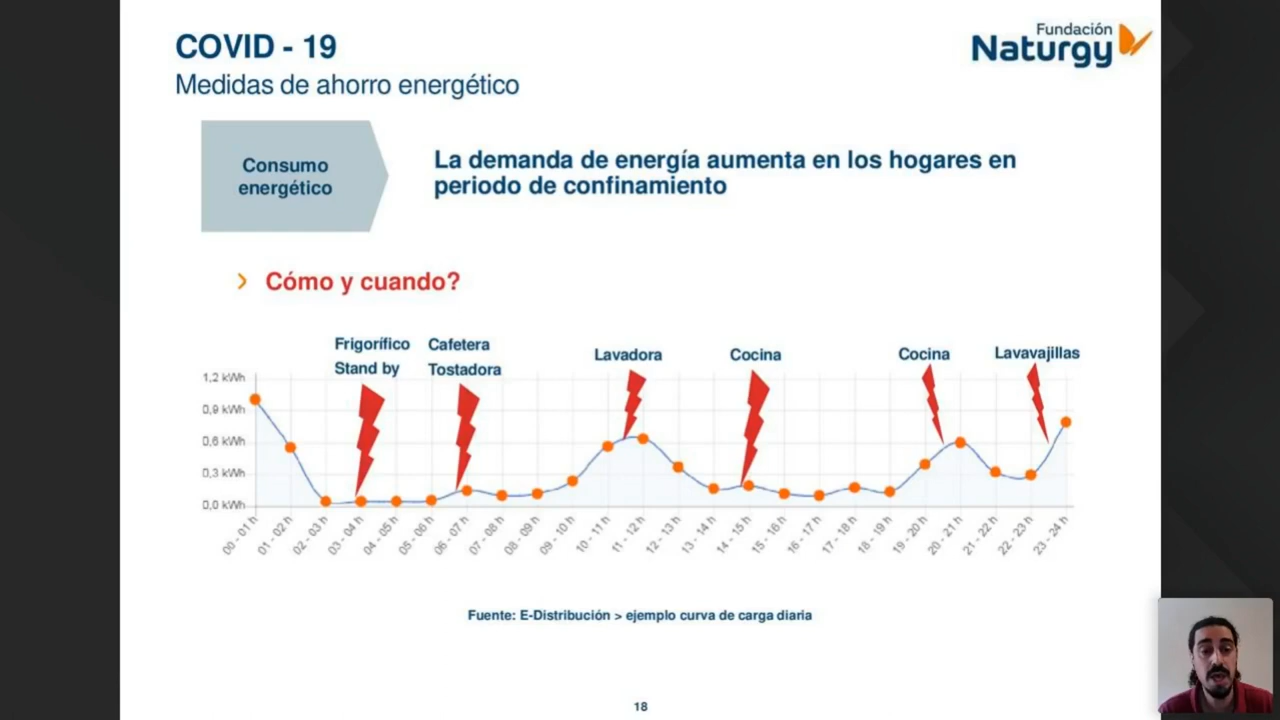 COVID - 19
Medidas de ahorro energético
Fundación
Naturgy
Consumo
energético
La demanda de energía aumenta en los hogares en
periodo de confinamiento
Cómo y cuando?
Frigorífico
Stand by
Cafetera
Tostadora
Lavadora
Cocina
Cocina
Lavavajillas
1,2 kWh
0,9 kWh
0,6 kWh
0,3 kWh
0,0 kWh
00 - 01 h
01 - 02 h
02 - 03 h
03 - 04 h
04 - 05 h
05 - 06 h
06 - 07 h
07 - 08 h
08 - 09 h
09 - 10 h
10 - 11 h
11 - 12 h
12 - 13 h
13 - 14 h
14 - 15 h
15 - 16 h
16 - 17 h
17 - 18 h
18 - 19 h
19 - 20 h
20 - 21 h
21 - 22 h
22 - 23 h
23 - 24 h
Fuente: E-Distribución > ejemplo curva de carga diaria
18